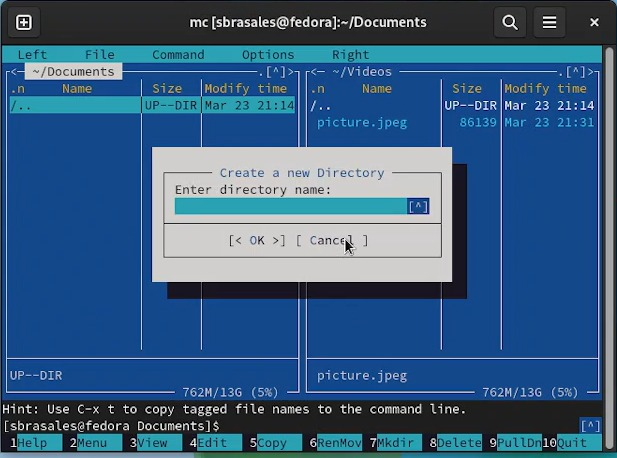 mc [sbrasales@fedora]:~/Documents
Left File Command Options Right
<─ ~/Documents .[^]> <─ ~/Videos .[^]>
.n Name Size Modify time .n Name Size Modify time
/.. UP--DIR Mar 23 21:14 /.. UP--DIR Mar 23 21:14
picture.jpeg 86139 Mar 23 21:31
Create a new Directory
Enter directory name:
[^]
[< OK >] [ Cancel ]
UP--DIR picture.jpeg
762M/13G (5%) 762M/13G (5%)
Hint: Use C-x t to copy tagged file names to the command line.
[sbrasales@fedora Documents]$ [^]
1Help 2Menu 3View 4Edit 5Copy 6RenMov 7Mkdir 8Delete 9PullDn 10Quit